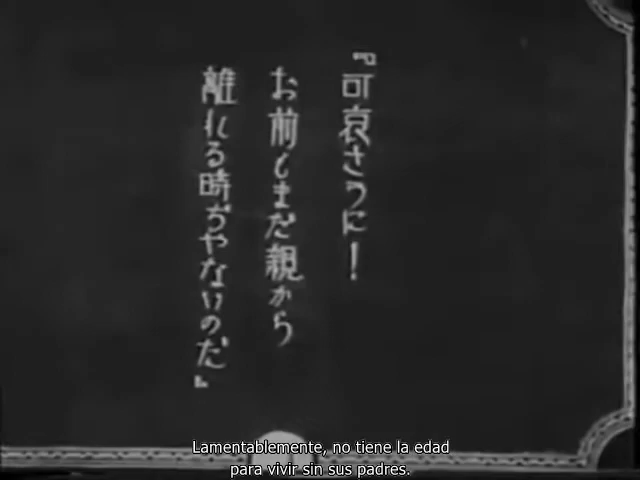 『可哀さうに！
お前もまだ親から
離れる時ぢやないのだ』
Lamentablemente, no tiene la edad
para vivir sin sus padres.